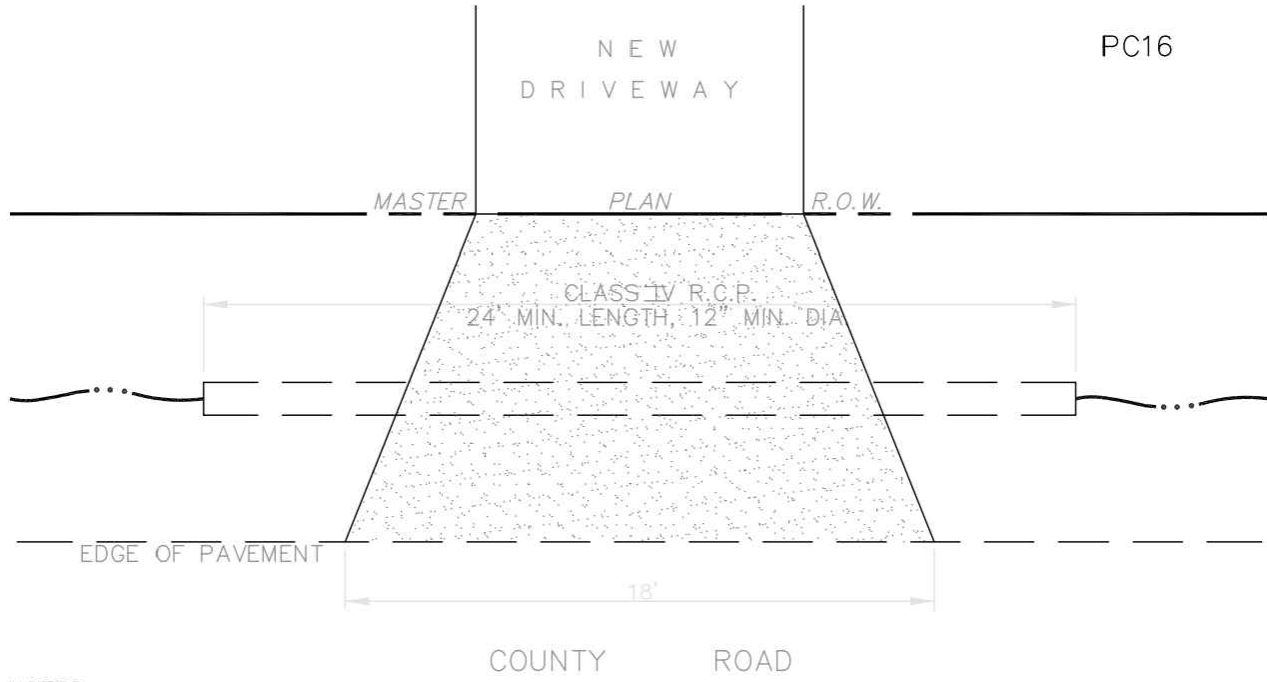 NEW
DRIVEWAY
PC16
MASTER PLAN R.O.W.
CLASS IV R.C.P.
24' MIN. LENGTH, 12" MIN. DIA
EDGE OF PAVEMENT
18'
COUNTY ROAD